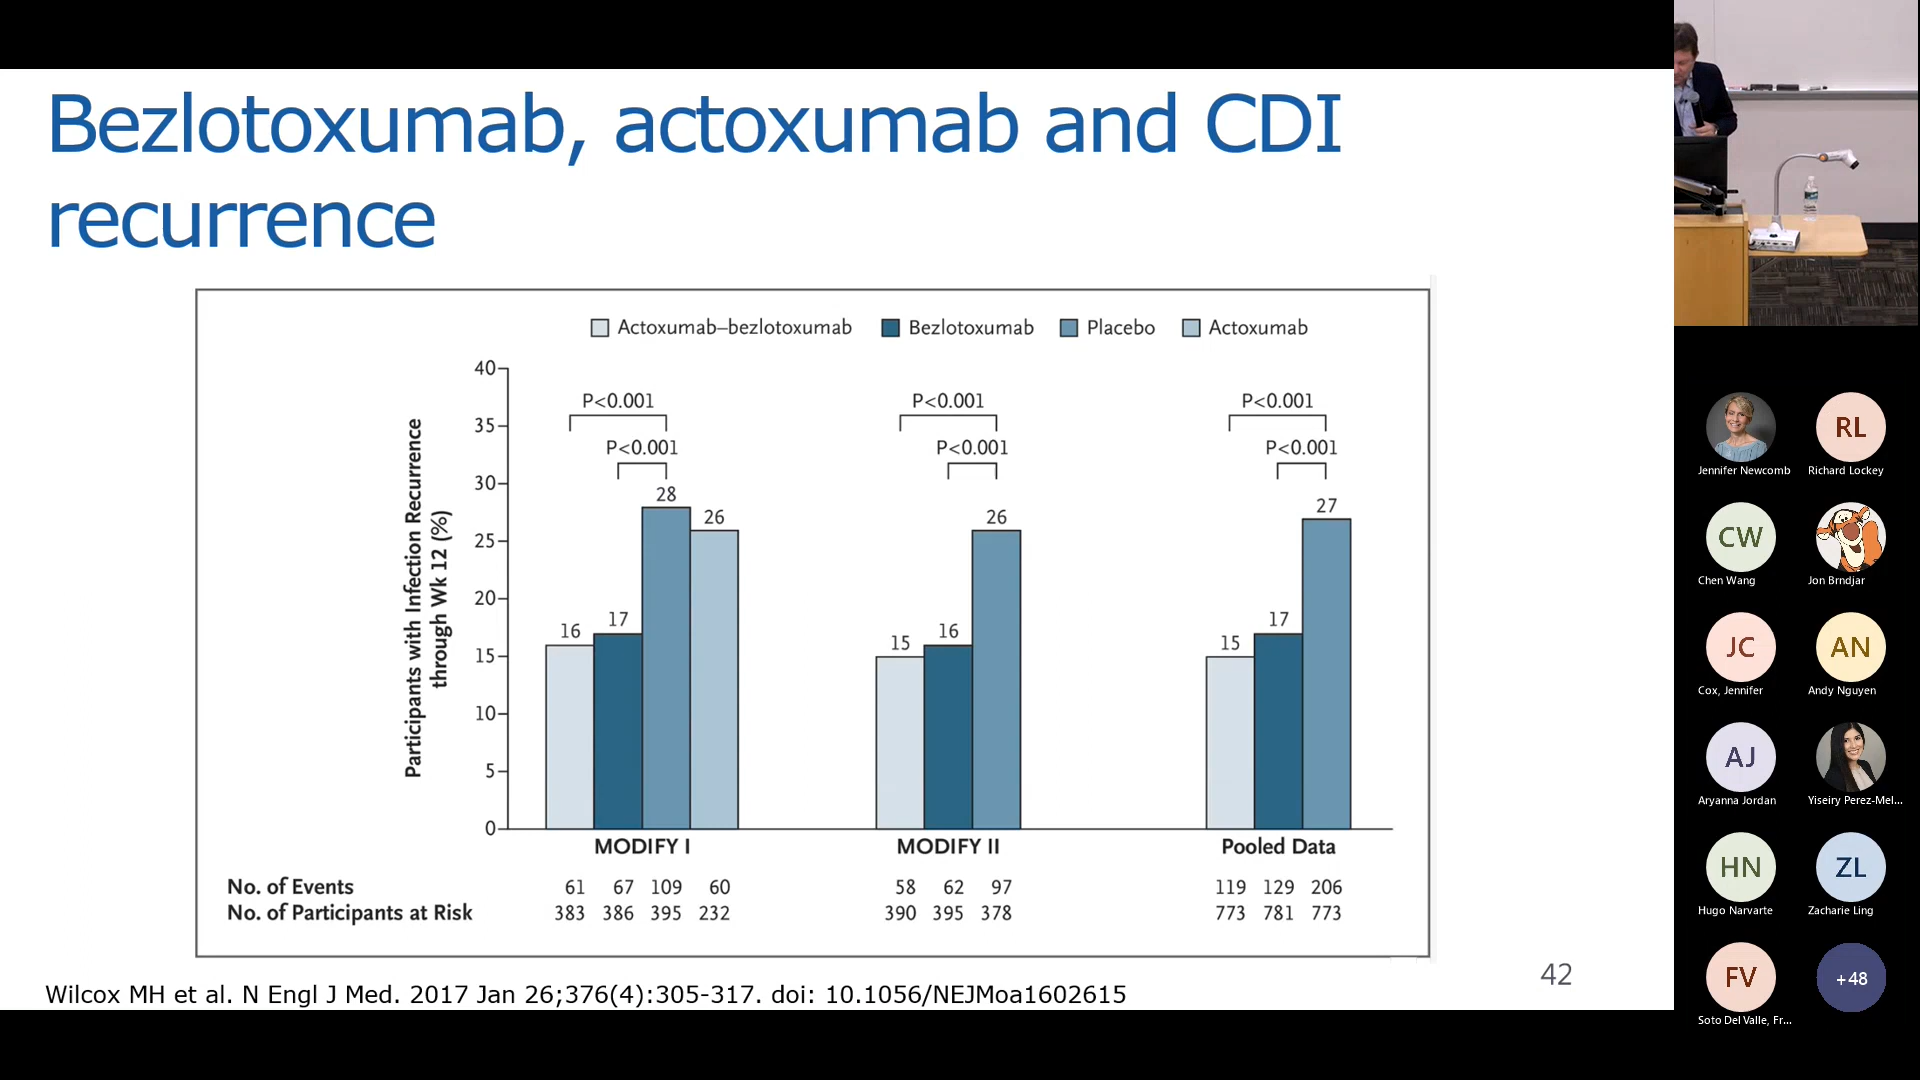 Bezlotoxumab, actoxumab and CDI
recurrence
Actoxumab–bezlotoxumab Bezlotoxumab Placebo Actoxumab
Participants with Infection Recurrence
through Wk 12 (%)
40
35
30
25
20
15
10
5
0
P<0.001
P<0.001
16
17
28
26
P<0.001
P<0.001
15
16
26
P<0.001
P<0.001
15
17
27
MODIFY I MODIFY II Pooled Data
No. of Events 61 67 109 60 58 62 97 119 129 206
No. of Participants at Risk 383 386 395 232 390 395 378 773 781 773
Wilcox MH et al. N Engl J Med. 2017 Jan 26;376(4):305-317. doi: 10.1056/NEJMoa1602615
42
Jennifer Newcomb
RL
Richard Lockey
CW
Chen Wang
Jon Brndjar
JC
Cox, Jennifer
AN
Andy Nguyen
AJ
Aryanna Jordan
Yiseiry Perez-Mel...
HN
Hugo Narvarte
ZL
Zacharie Ling
FV
Soto Del Valle, Fr...
+48